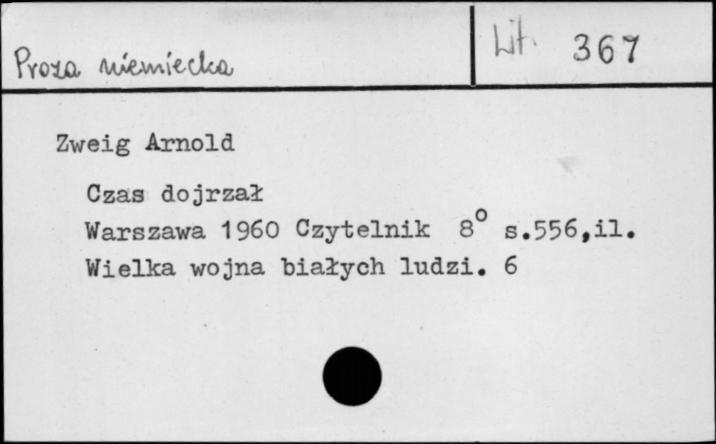 Proza niemiecka
Lit. 367
Zweig Arnold
Czas dojrzał
Warszawa 1960 Czytelnik 8° s.556,il.
Wielka wojna białych ludzi. 6